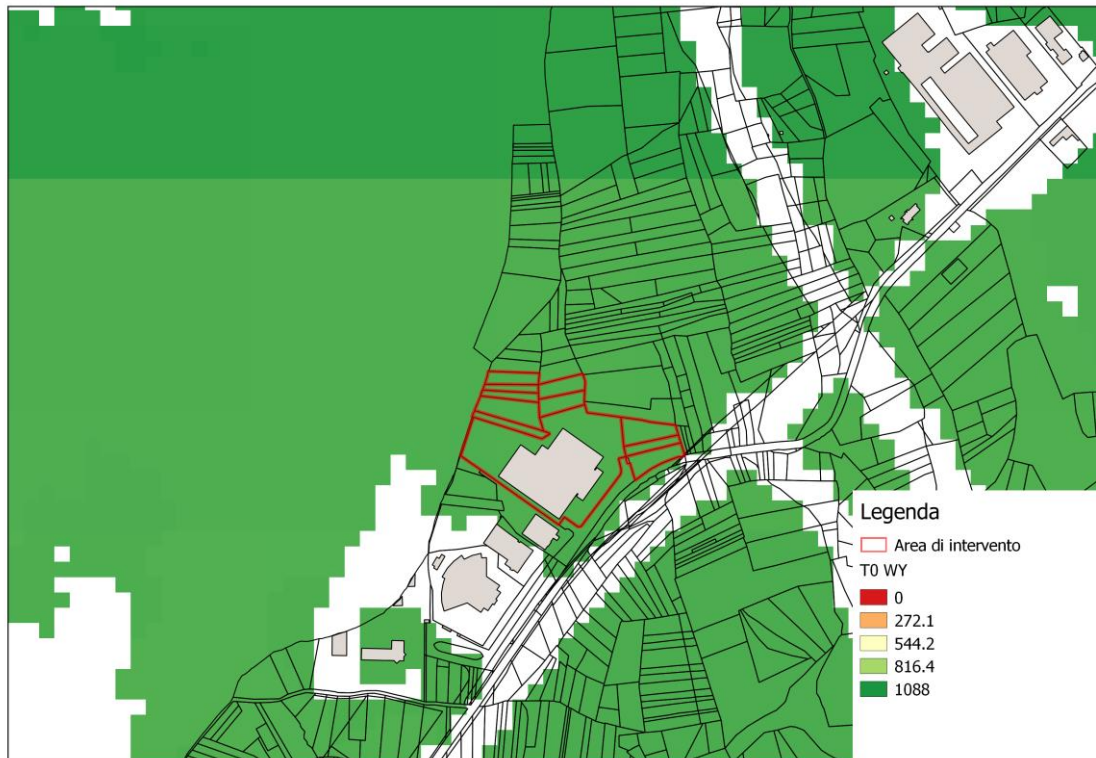 Legenda
Area di intervento
T0 WY
0
272.1
544.2
816.4
1088